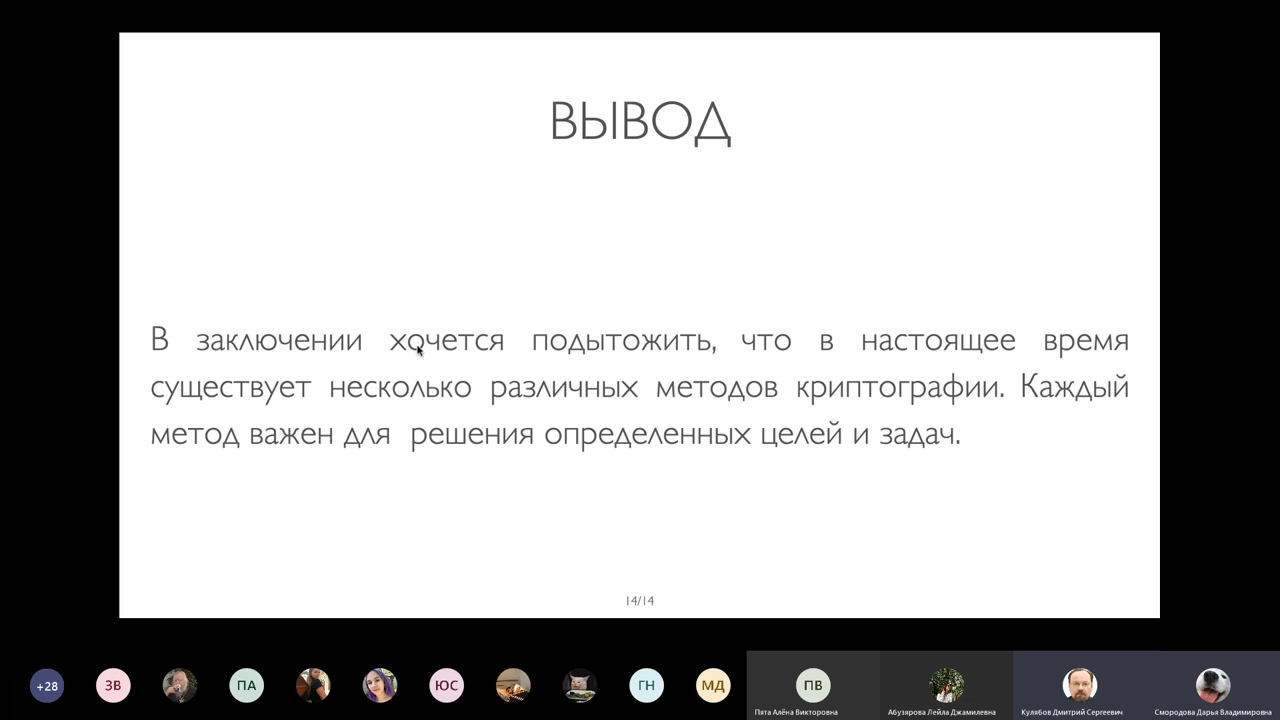 ВЫВОД
В заключении хочется подытожить, что в настоящее время
существует несколько различных методов криптографии. Каждый
метод важен для решения определенных целей и задач.
14/14
+28
ЗВ
ПА
ЮС
ГН
МД
ПВ
Пята Алёна Викторовна
Абузярова Лейла Джамилевна
Кулябов Дмитрий Сергеевич
Смородова Дарья Владимировна